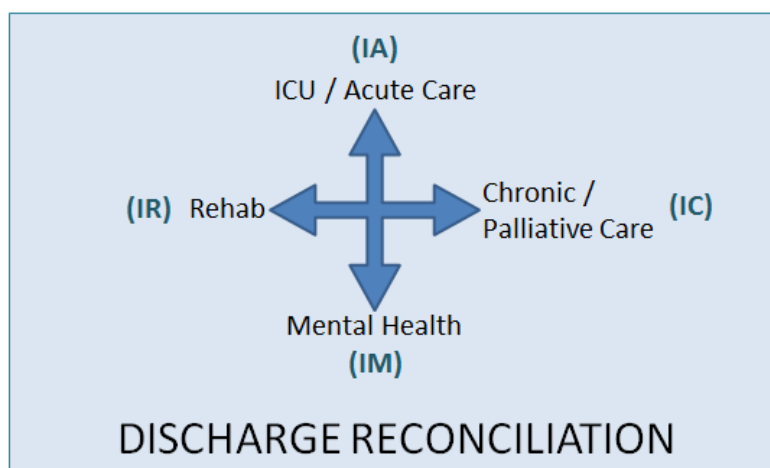 (IA)
ICU / Acute Care
(IR) Rehab
Chronic /
Palliative Care
(IC)
Mental Health
(IM)
DISCHARGE RECONCILIATION